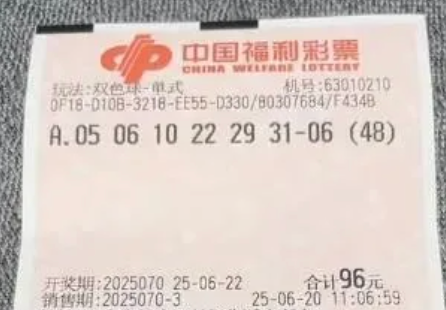 中国福利彩票
CHINA WELFARE LOTTERY
玩法:双色球-单式 机号:63010210
0F18-D10B-3218-EE55-D330/80307684/F434B
A.05 06 10 22 29 31-06 (48)
开奖期:2025070 25-06-22 合计96元
销售期:2025070-3 25-06-20 11:06:59